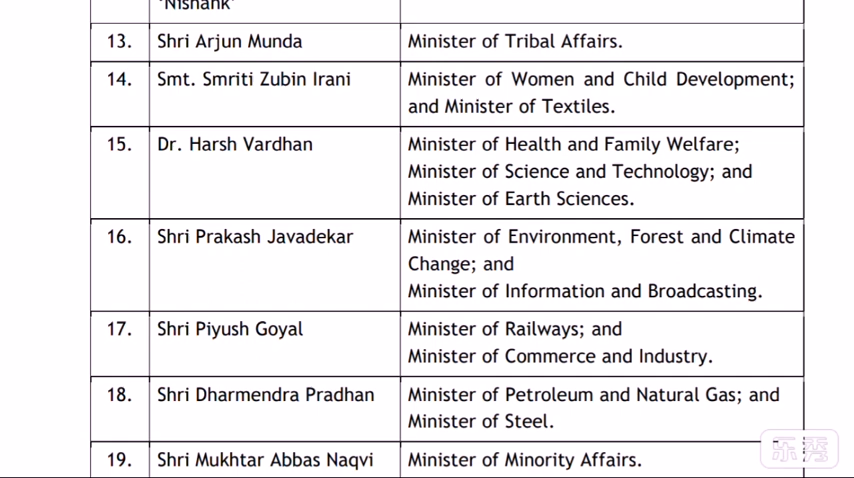 'Nishank'
13. Shri Arjun Munda Minister of Tribal Affairs.
14. Smt. Smriti Zubin Irani Minister of Women and Child Development;
and Minister of Textiles.
15. Dr. Harsh Vardhan Minister of Health and Family Welfare;
Minister of Science and Technology; and
Minister of Earth Sciences.
16. Shri Prakash Javadekar Minister of Environment, Forest and Climate
Change; and
Minister of Information and Broadcasting.
17. Shri Piyush Goyal Minister of Railways; and
Minister of Commerce and Industry.
18. Shri Dharmendra Pradhan Minister of Petroleum and Natural Gas; and
Minister of Steel.
19. Shri Mukhtar Abbas Naqvi Minister of Minority Affairs.
乐秀